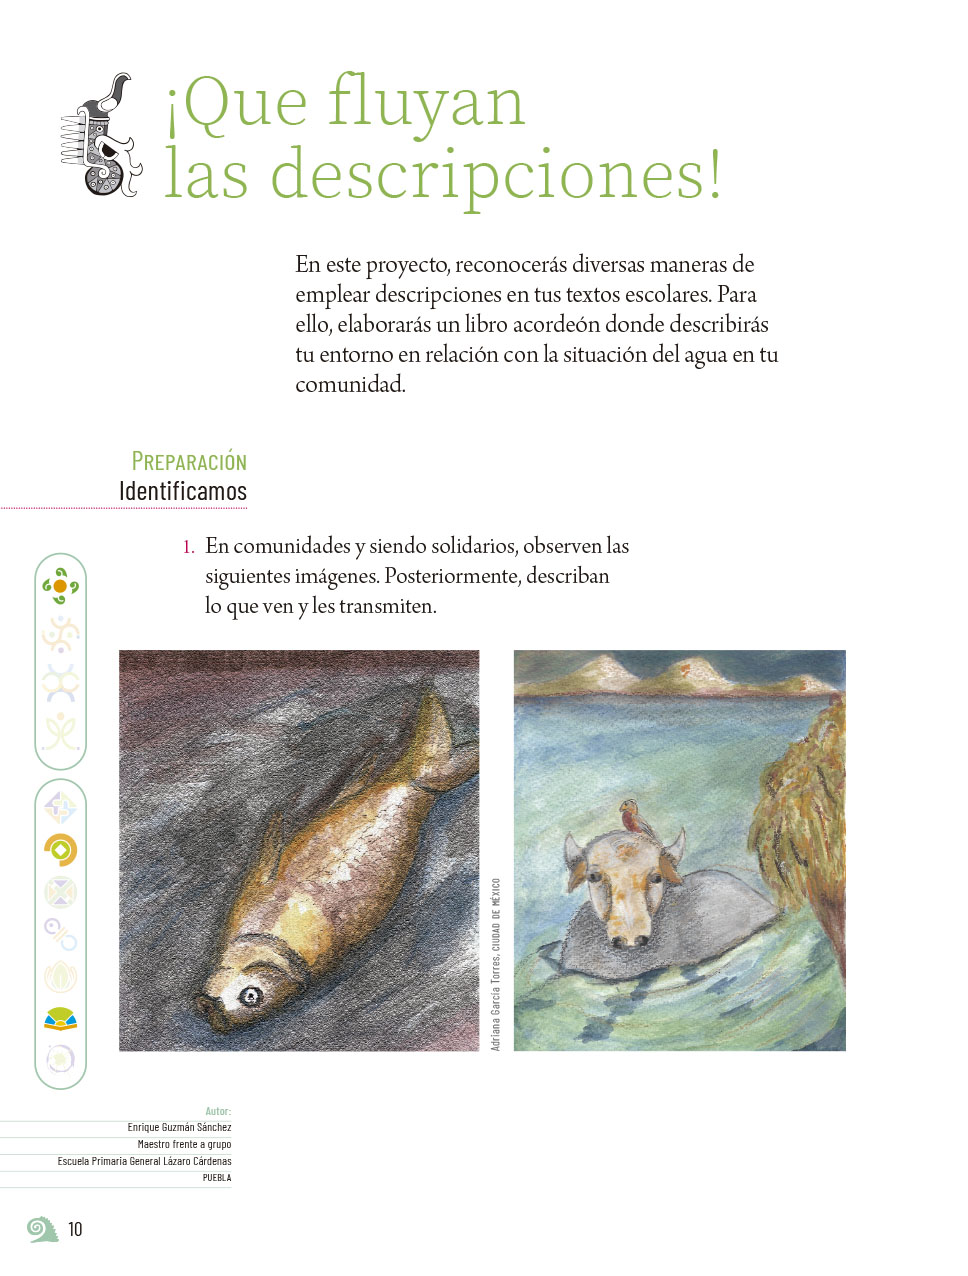 ¡Que fluyan
las descripciones!
En este proyecto, reconocerás diversas maneras de
emplear descripciones en tus textos escolares. Para
ello, elaborarás un libro acordeón donde describirás
tu entorno en relación con la situación del agua en tu
comunidad.
PREPARACIÓN
Identificamos
1. En comunidades y siendo solidarios, observen las
siguientes imágenes. Posteriormente, describan
lo que ven y les transmiten.
Adriana García Torres, CIUDAD DE MÉXICO
Autor:
Enrique Guzmán Sánchez
Maestro frente a grupo
Escuela Primaria General Lázaro Cárdenas
PUEBLA
10